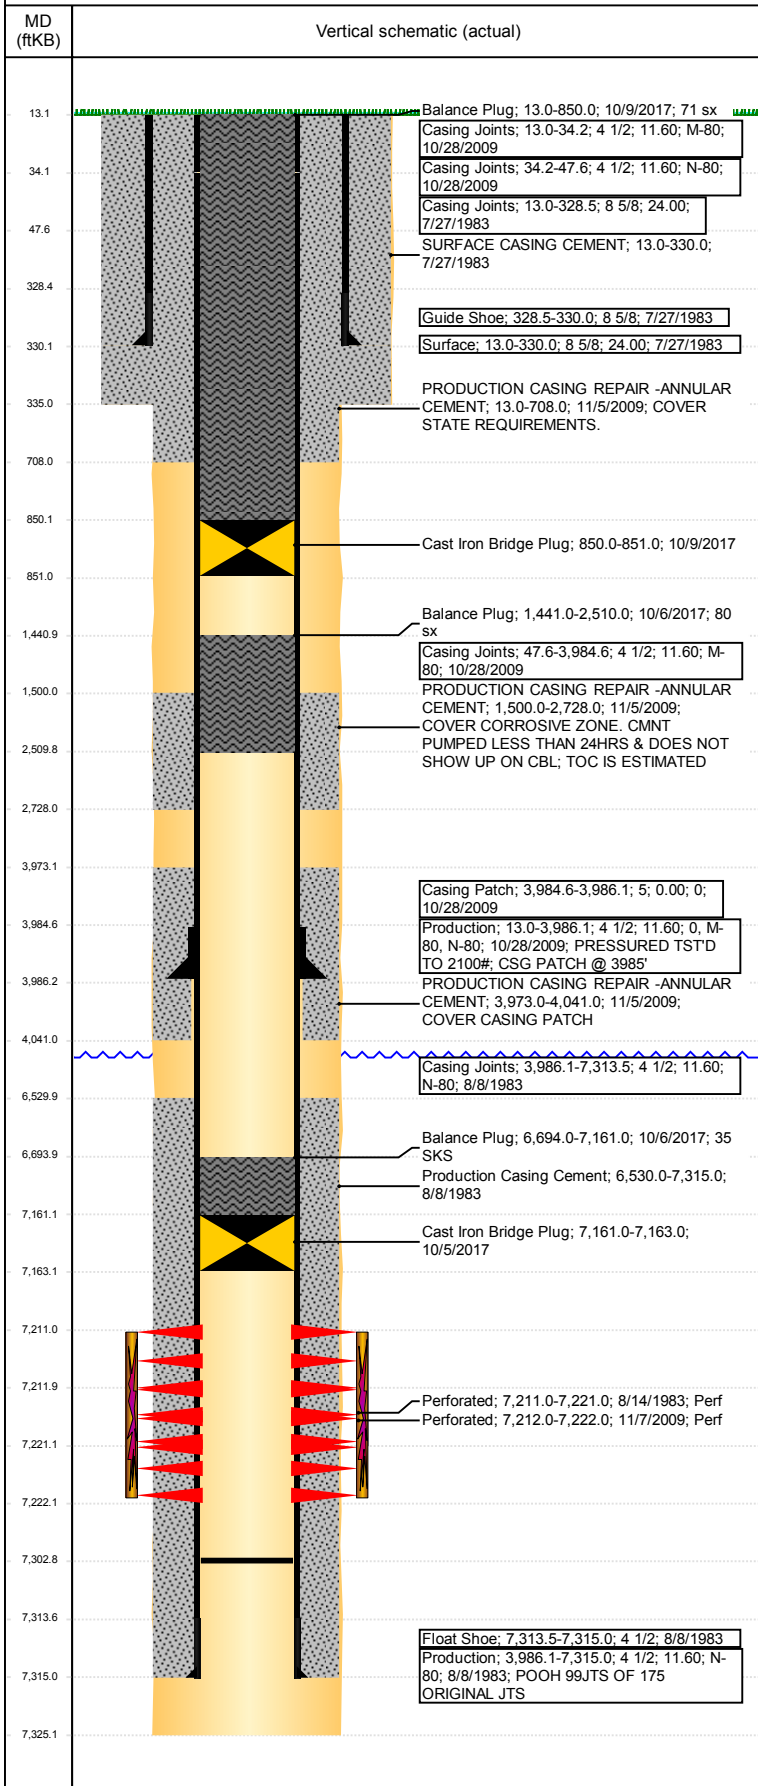 MD
(ftKB)
Vertical schematic (actual)
13.1
34.1
47.6
328.4
330.1
335.0
708.0
850.1
851.0
1,440.9
1,500.0
2,509.8
2,728.0
3,973.1
3,984.6
3,986.2
4,041.0
6,529.9
6,693.9
7,161.1
7,163.1
7,211.0
7,211.9
7,221.1
7,222.1
7,302.8
7,313.6
7,315.0
7,325.1
Balance Plug; 13.0-850.0; 10/9/2017; 71 sx
Casing Joints; 13.0-34.2; 4 1/2; 11.60; M-80;
10/28/2009
Casing Joints; 34.2-47.6; 4 1/2; 11.60; N-80;
10/28/2009
Casing Joints; 13.0-328.5; 8 5/8; 24.00;
7/27/1983
SURFACE CASING CEMENT; 13.0-330.0;
7/27/1983
Guide Shoe; 328.5-330.0; 8 5/8; 7/27/1983
Surface; 13.0-330.0; 8 5/8; 24.00; 7/27/1983
PRODUCTION CASING REPAIR -ANNULAR
CEMENT; 13.0-708.0; 11/5/2009; COVER
STATE REQUIREMENTS.
Cast Iron Bridge Plug; 850.0-851.0; 10/9/2017
Balance Plug; 1,441.0-2,510.0; 10/6/2017; 80
sx
Casing Joints; 47.6-3,984.6; 4 1/2; 11.60; M-
80; 10/28/2009
PRODUCTION CASING REPAIR -ANNULAR
CEMENT; 1,500.0-2,728.0; 11/5/2009;
COVER CORROSIVE ZONE. CMNT
PUMPED LESS THAN 24HRS & DOES NOT
SHOW UP ON CBL; TOC IS ESTIMATED
Casing Patch; 3,984.6-3,986.1; 5; 0.00; 0;
10/28/2009
Production; 13.0-3,986.1; 4 1/2; 11.60; 0, M-
80, N-80; 10/28/2009; PRESSURED TST'D
TO 2100#; CSG PATCH @ 3985'
PRODUCTION CASING REPAIR -ANNULAR
CEMENT; 3,973.0-4,041.0; 11/5/2009;
COVER CASING PATCH
Casing Joints; 3,986.1-7,313.5; 4 1/2; 11.60;
N-80; 8/8/1983
Balance Plug; 6,694.0-7,161.0; 10/6/2017; 35
SKS
Production Casing Cement; 6,530.0-7,315.0;
8/8/1983
Cast Iron Bridge Plug; 7,161.0-7,163.0;
10/5/2017
Perforated; 7,211.0-7,221.0; 8/14/1983; Perf
Perforated; 7,212.0-7,222.0; 11/7/2009; Perf
Float Shoe; 7,313.5-7,315.0; 4 1/2; 8/8/1983
Production; 3,986.1-7,315.0; 4 1/2; 11.60; N-
80; 8/8/1983; POOH 99JTS OF 175
ORIGINAL JTS